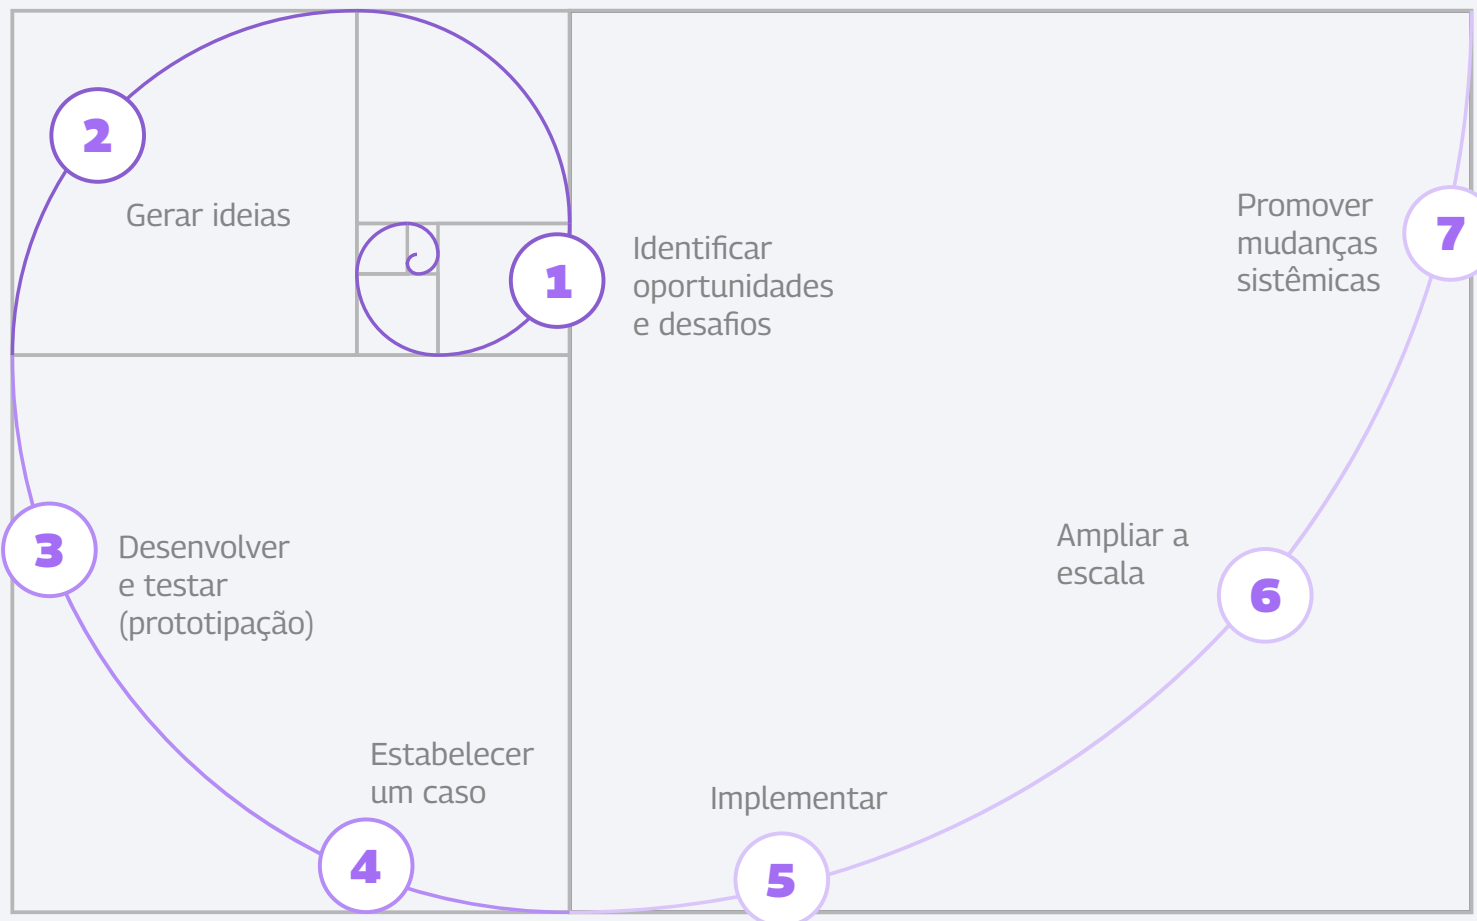 1
Identificar
oportunidades
e desafios
2
Gerar ideias
3
Desenvolver
e testar
(prototipação)
4
Estabelecer
um caso
5
Implementar
6
Ampliar a
escala
7
Promover
mudanças
sistêmicas